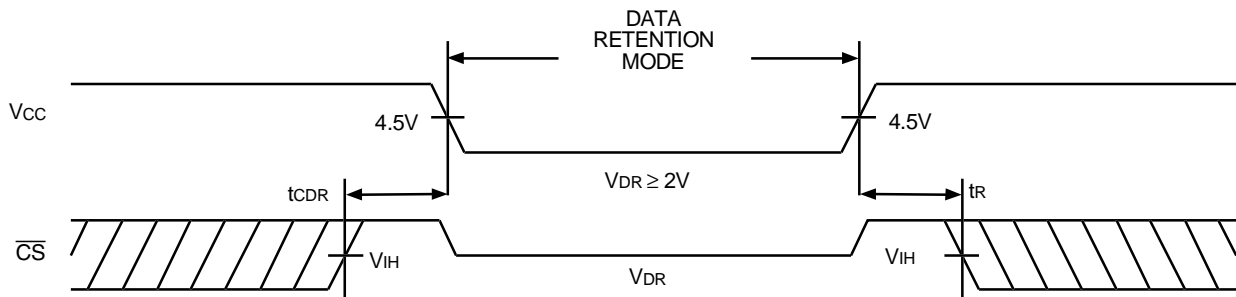 DATA
RETENTION
MODE
VCC
4.5V
4.5V
VDR ≥ 2V
tCDR
tR
CS
VIH
VDR
VIH